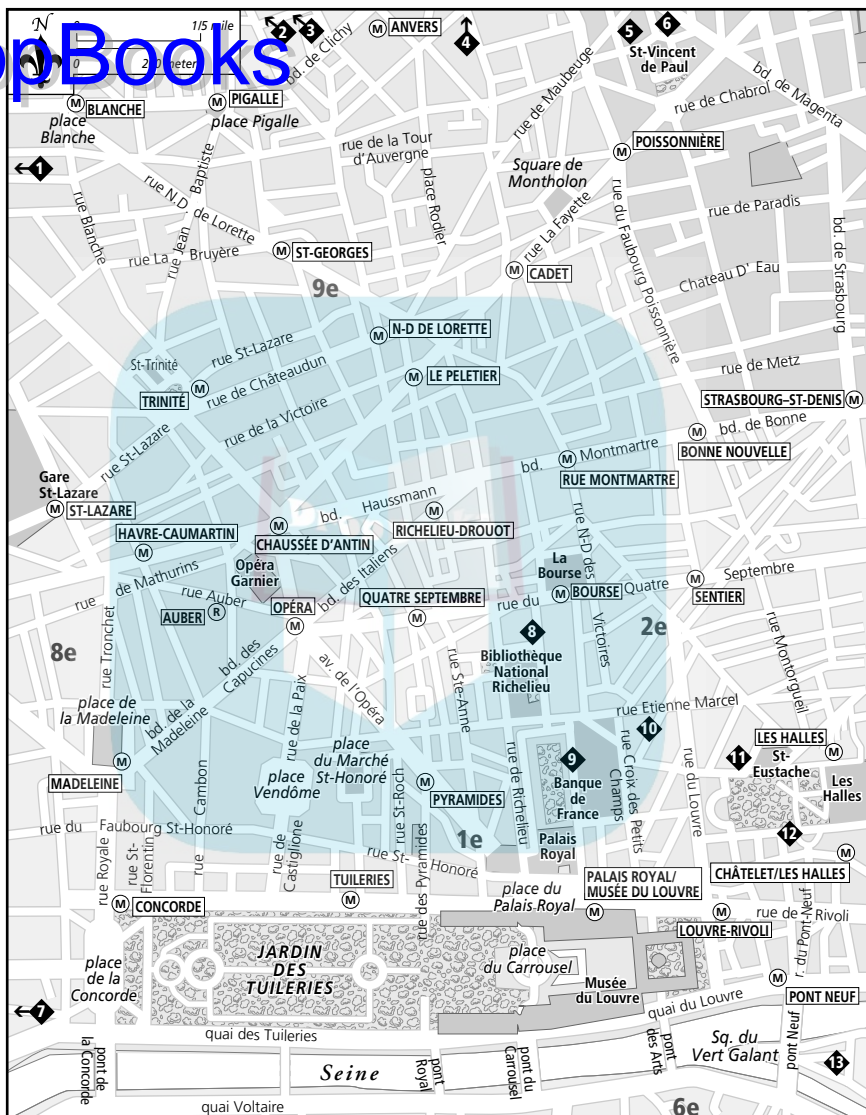 N
0
1/5 mile
0
200 meters
opBooks
2
3
M ANVERS
4
5
6
St-Vincent
de Paul
bd. de Clichy
M
BLANCHE
M PIGALLE
place
Blanche
place Pigalle
rue de Maubeuge
rue de Chabrol
bd. de Magenta
rue de la Tour
d'Auvergne
M
POISSONNIÈRE
1
rue Blanche
rue N.D. de Lorette
rue Jean Baptiste
place Rodier
Square de
Montholon
rue La Fayette
rue du Faubourg Poissonnière
rue de Paradis
bd. de Strasbourg
rue La Bruyère
M ST-GEORGES
M CADET
Chateau D' Eau
9e
N-D DE LORETTE
M
St-Trinité
rue St-Lazare
M LE PELETIER
rue de Metz
M
TRINITÉ
rue de Châteaudun
STRASBOURG–ST-DENIS M
rue de la Victoire
rue St-Lazare
bd. de Bonne
M
BONNE NOUVELLE
bd. Montmartre
M
RUE MONTMARTRE
Gare
St-Lazare
M ST-LAZARE
bd. Haussmann
M
RICHELIEU-DROUOT
HAVRE-CAUMARTIN
M
M
CHAUSSÉE D'ANTIN
rue N-D des Victoires
Opéra
Garnier
bd. des Italiens
La
Bourse
rue de Mathurins
rue Auber
AUBER R
OPÉRA
M
QUATRE SEPTEMBRE
M
rue du Quatre Septembre
M BOURSE
M
SENTIER
8e
rue Tronchet
bd. des
Capucines
8
2e
Bibliothèque
National
Richelieu
rue Montorgueil
av. de l'Opéra
rue Ste-Anne
place de
la Madeleine
bd. de la
Madeleine
rue de la Paix
rue Etienne Marcel
10
LES HALLES
M
11
St-
Eustache
Les
Halles
M
MADELEINE
rue Cambon
place
Vendôme
place
du Marché
St-Honoré
rue St-Roch
M
PYRAMIDES
rue de Richelieu
9
Banque
de
France
rue Croix des Petits
Champs
rue du Louvre
12
rue du Faubourg St-Honoré
1e
Palais
Royal
rue Royale
rue St-
Florentin
rue de
Castiglione
rue St- Honoré
rue des Pyramides
TUILERIES
M
M
CONCORDE
place du
Palais Royal
PALAIS ROYAL/
MUSÉE DU LOUVRE
M
M
CHÂTELET/LES HALLES
M
LOUVRE-RIVOLI
rue de Rivoli
r. du Pont-Neuf
JARDIN
DES
TUILERIES
place
du Carrousel
Musée
du Louvre
place
de la
Concorde
M
PONT NEUF
7
quai du Louvre
quai des Tuileries
pont de
la Concorde
Seine
pont
Royal
pont du
Carrousel
pont
des Arts
Sq. du
Vert Galant
pont Neuf
13
quai Voltaire
6e